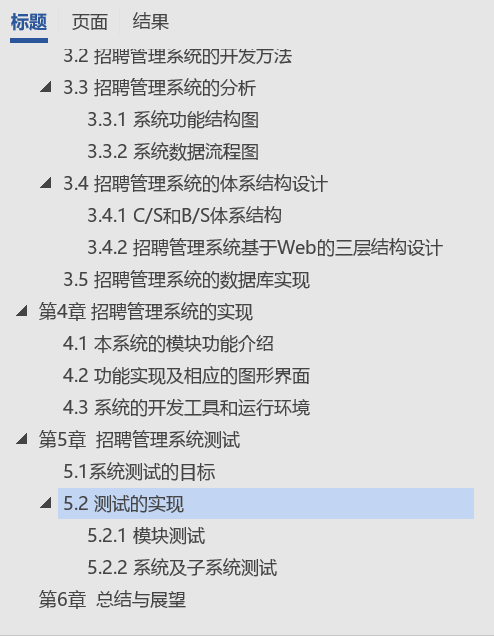 标题 页面 结果
3.2 招聘管理系统的开发方法
3.3 招聘管理系统的分析
3.3.1 系统功能结构图
3.3.2 系统数据流程图
3.4 招聘管理系统的体系结构设计
3.4.1 C/S和B/S体系结构
3.4.2 招聘管理系统基于Web的三层结构设计
3.5 招聘管理系统的数据库实现
第4章 招聘管理系统的实现
4.1 本系统的模块功能介绍
4.2 功能实现及相应的图形界面
4.3 系统的开发工具和运行环境
第5章 招聘管理系统测试
5.1系统测试的目标
5.2 测试的实现
5.2.1 模块测试
5.2.2 系统及子系统测试
第6章 总结与展望